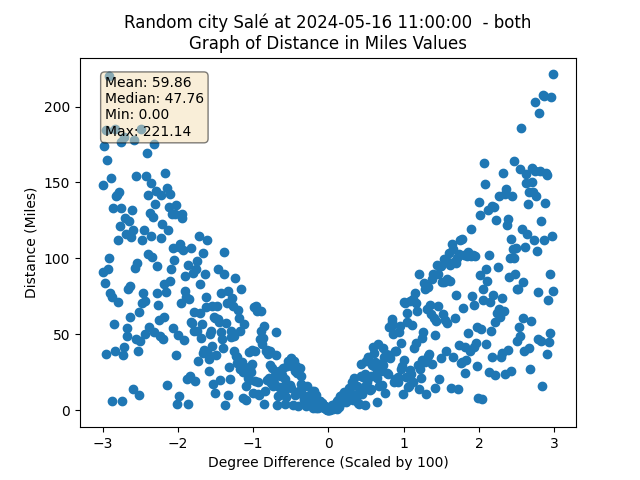 Random city Salé at 2024-05-16 11:00:00  - both
Graph of Distance in Miles Values
Mean: 59.86
Median: 47.76
Min: 0.00
Max: 221.14
Distance (Miles)
200
150
100
50
0
−3 −2 −1 0 1 2 3
Degree Difference (Scaled by 100)